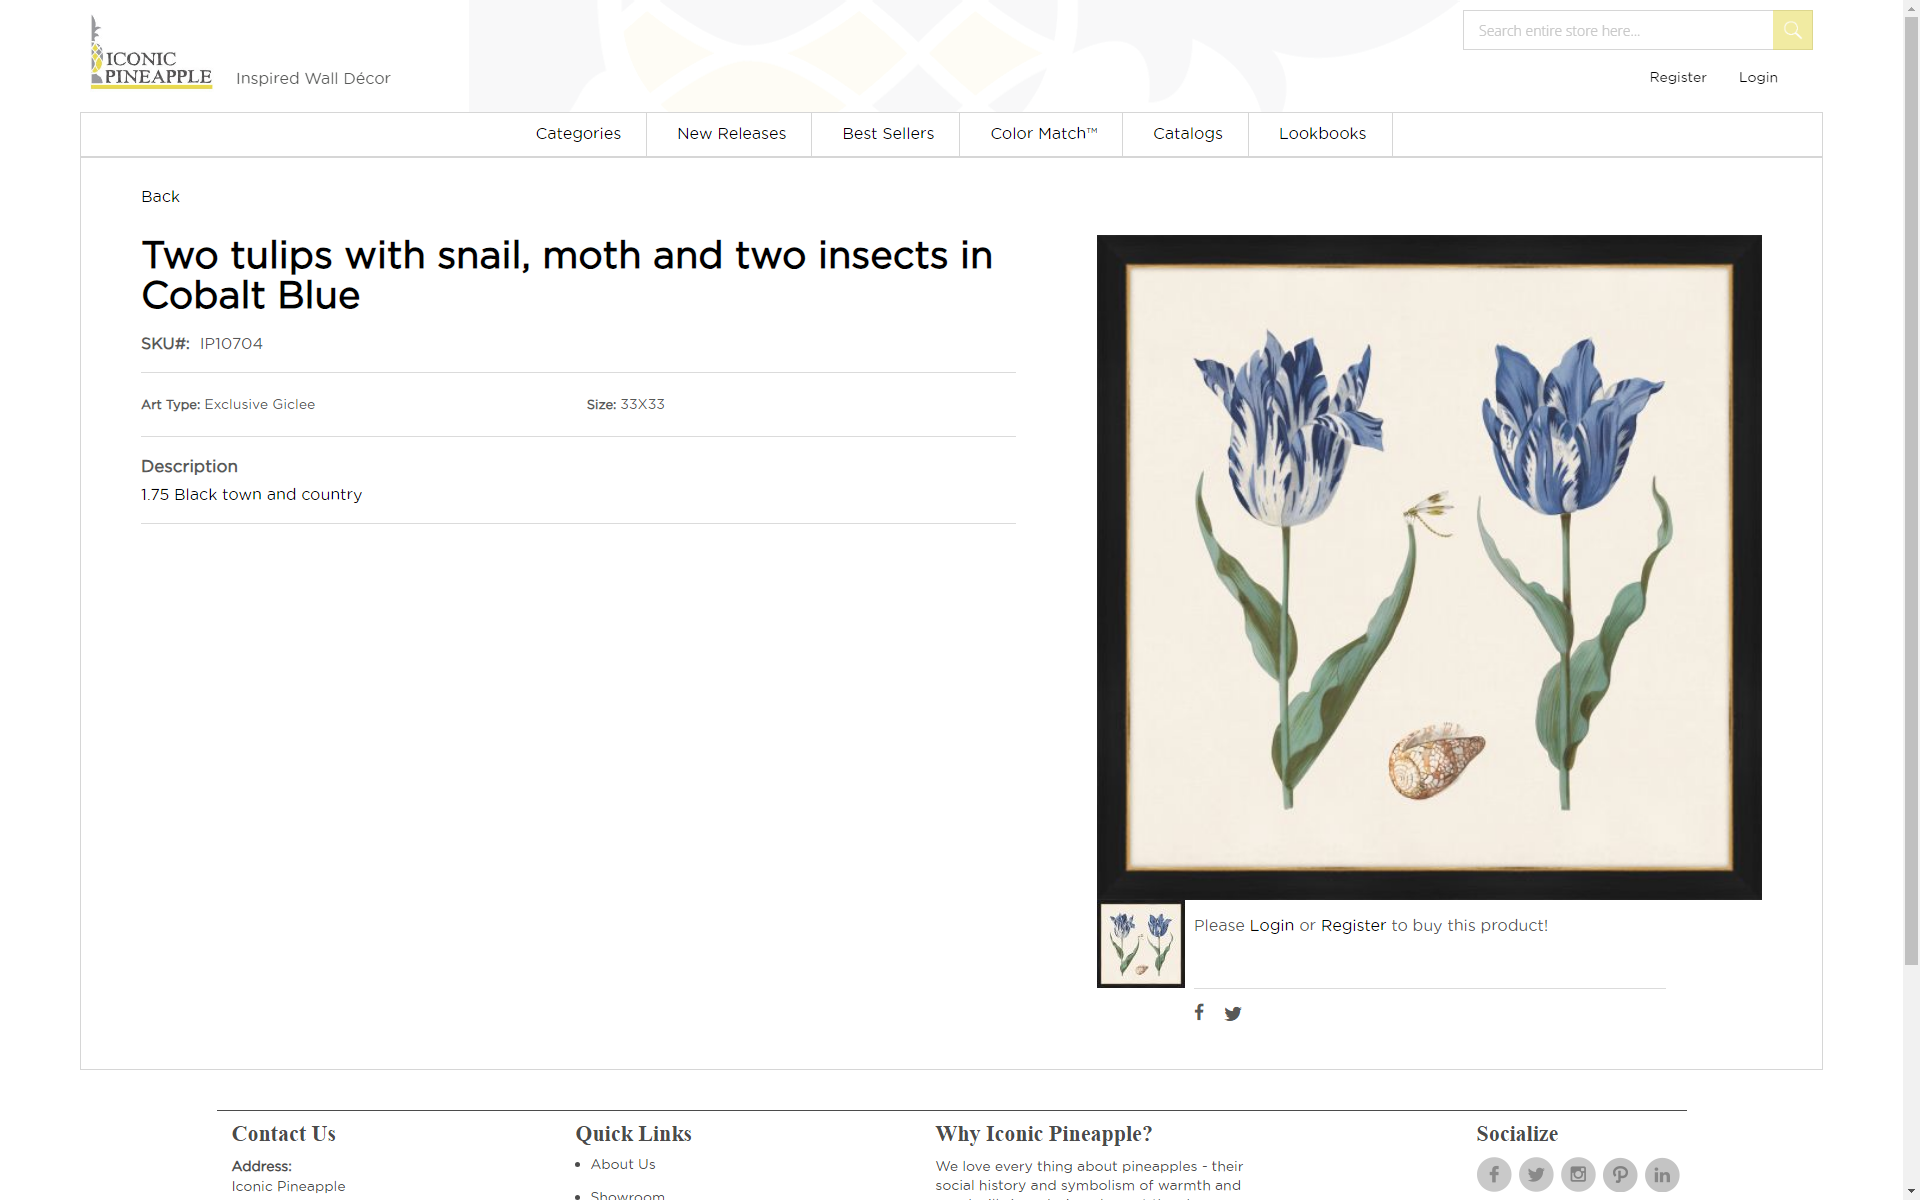 ICONIC
PINEAPPLE
Inspired Wall Décor
Search entire store here...
Register
Login
Categories
New Releases
Best Sellers
Color Match™
Catalogs
Lookbooks
Back
Two tulips with snail, moth and two insects in
Cobalt Blue
SKU#: IP10704
Art Type: Exclusive Giclee
Size: 33X33
Description
1.75 Black town and country
Please Login or Register to buy this product!
Contact Us
Address:
Iconic Pineapple
Quick Links
About Us
Showroom
Why Iconic Pineapple?
We love every thing about pineapples - their
social history and symbolism of warmth and
Socialize